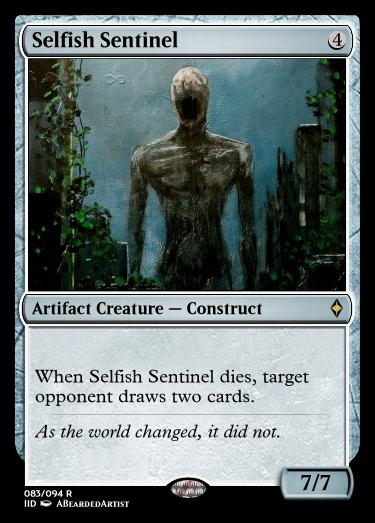 Selfish Sentinel 4
Artifact Creature — Construct
When Selfish Sentinel dies, target
opponent draws two cards.
As the world changed, it did not.
7/7
083/094 R
IID ABeardedArtist